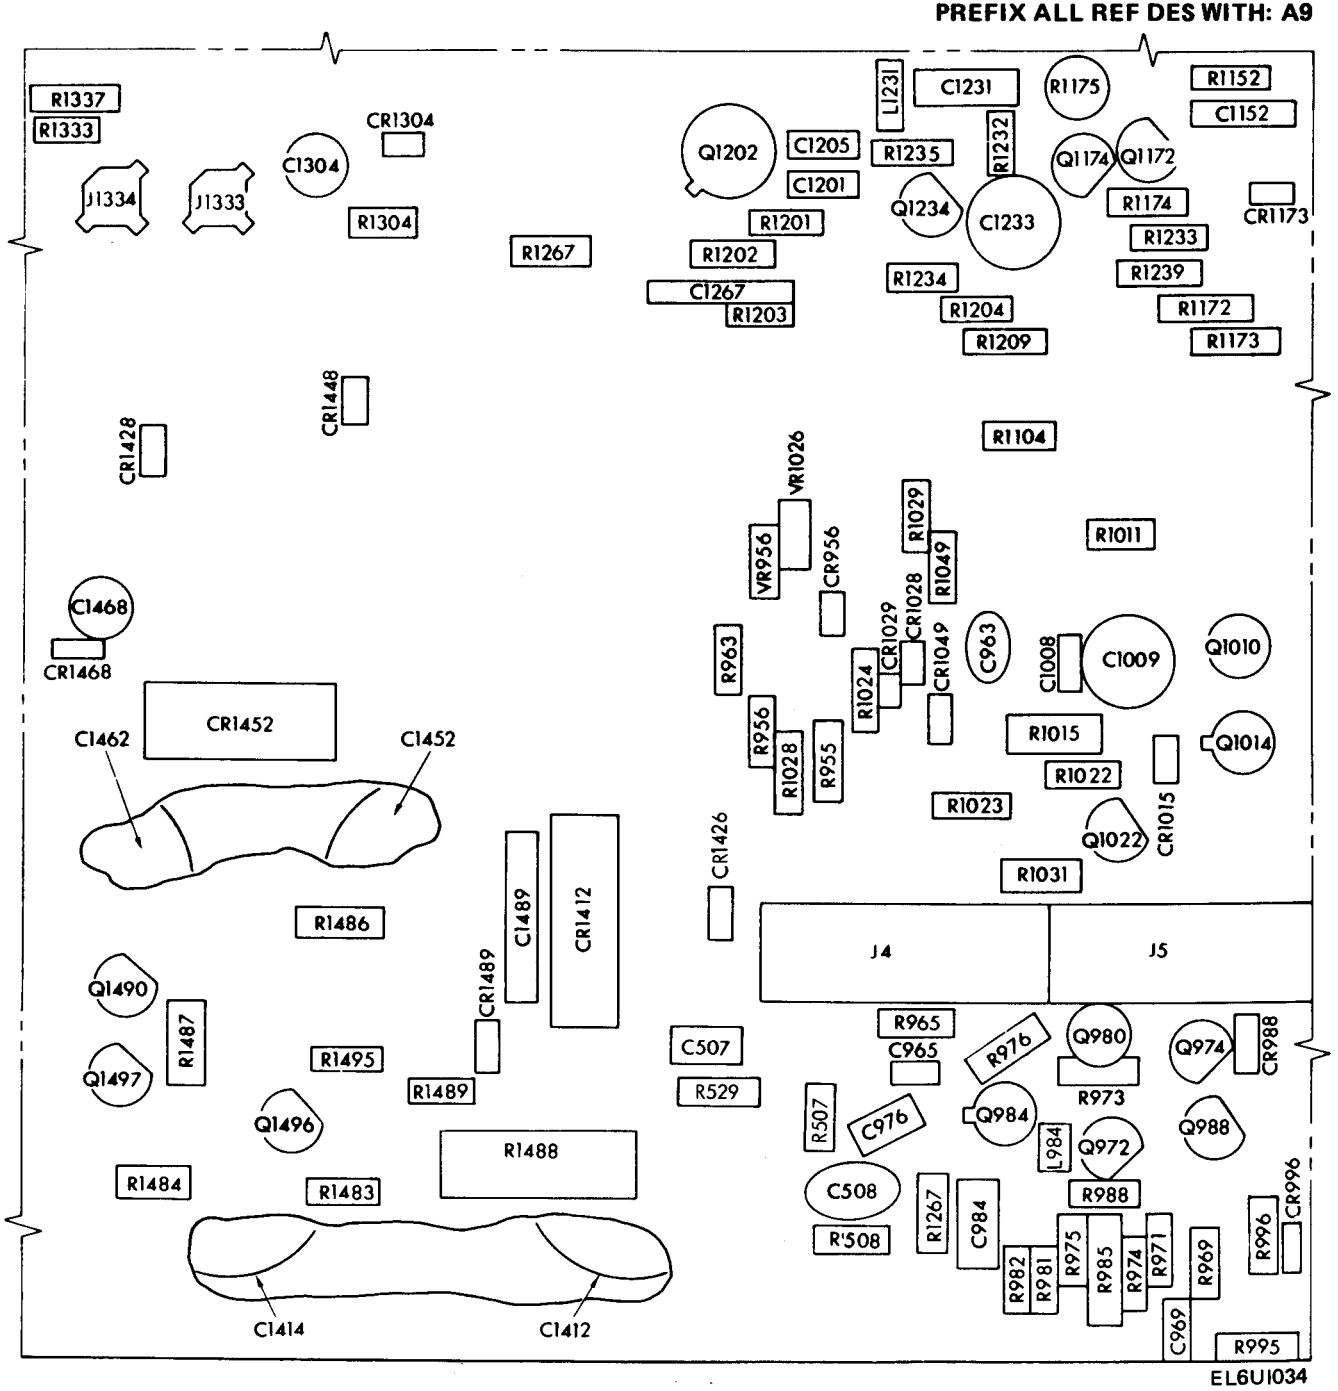 PREFIX ALL REF DES WITH: A9
R1337
R1333
CR1304
C1304
J1334
J1333
R1304
R1267
Q1202
C1205
C1201
R1201
R1202
C1267
R1203
L1231
C1231
R1175
R1152
C1152
R1235
R1232
Q1174
Q1172
Q1234
C1233
R1174
CR1173
R1233
R1234
R1239
R1204
R1172
R1209
R1173
CR1448
CR1428
R1104
VR1026
VR956
CR956
R1029
R1049
R1011
C1468
CR1468
R963
CR1029
CR1028
CR1049
C963
C1008
C1009
Q1010
R1024
CR1452
C1462
C1452
R956
R1028
R955
R1015
Q1014
R1022
CR1015
R1023
Q1022
CR1426
R1031
R1486
C1489
CR1412
J4
J5
Q1490
R1487
CR1489
Q1497
R1495
R1489
C507
R529
R965
C965
R976
Q980
R973
Q974
CR988
Q1496
R1488
R507
C976
Q984
L984
Q972
Q988
R1484
R1483
C508
R'508
R1267
C984
R988
CR996
R996
R982
R981
R975
R985
R974
R971
R969
C969
R995
C1414
C1412
EL6U1034